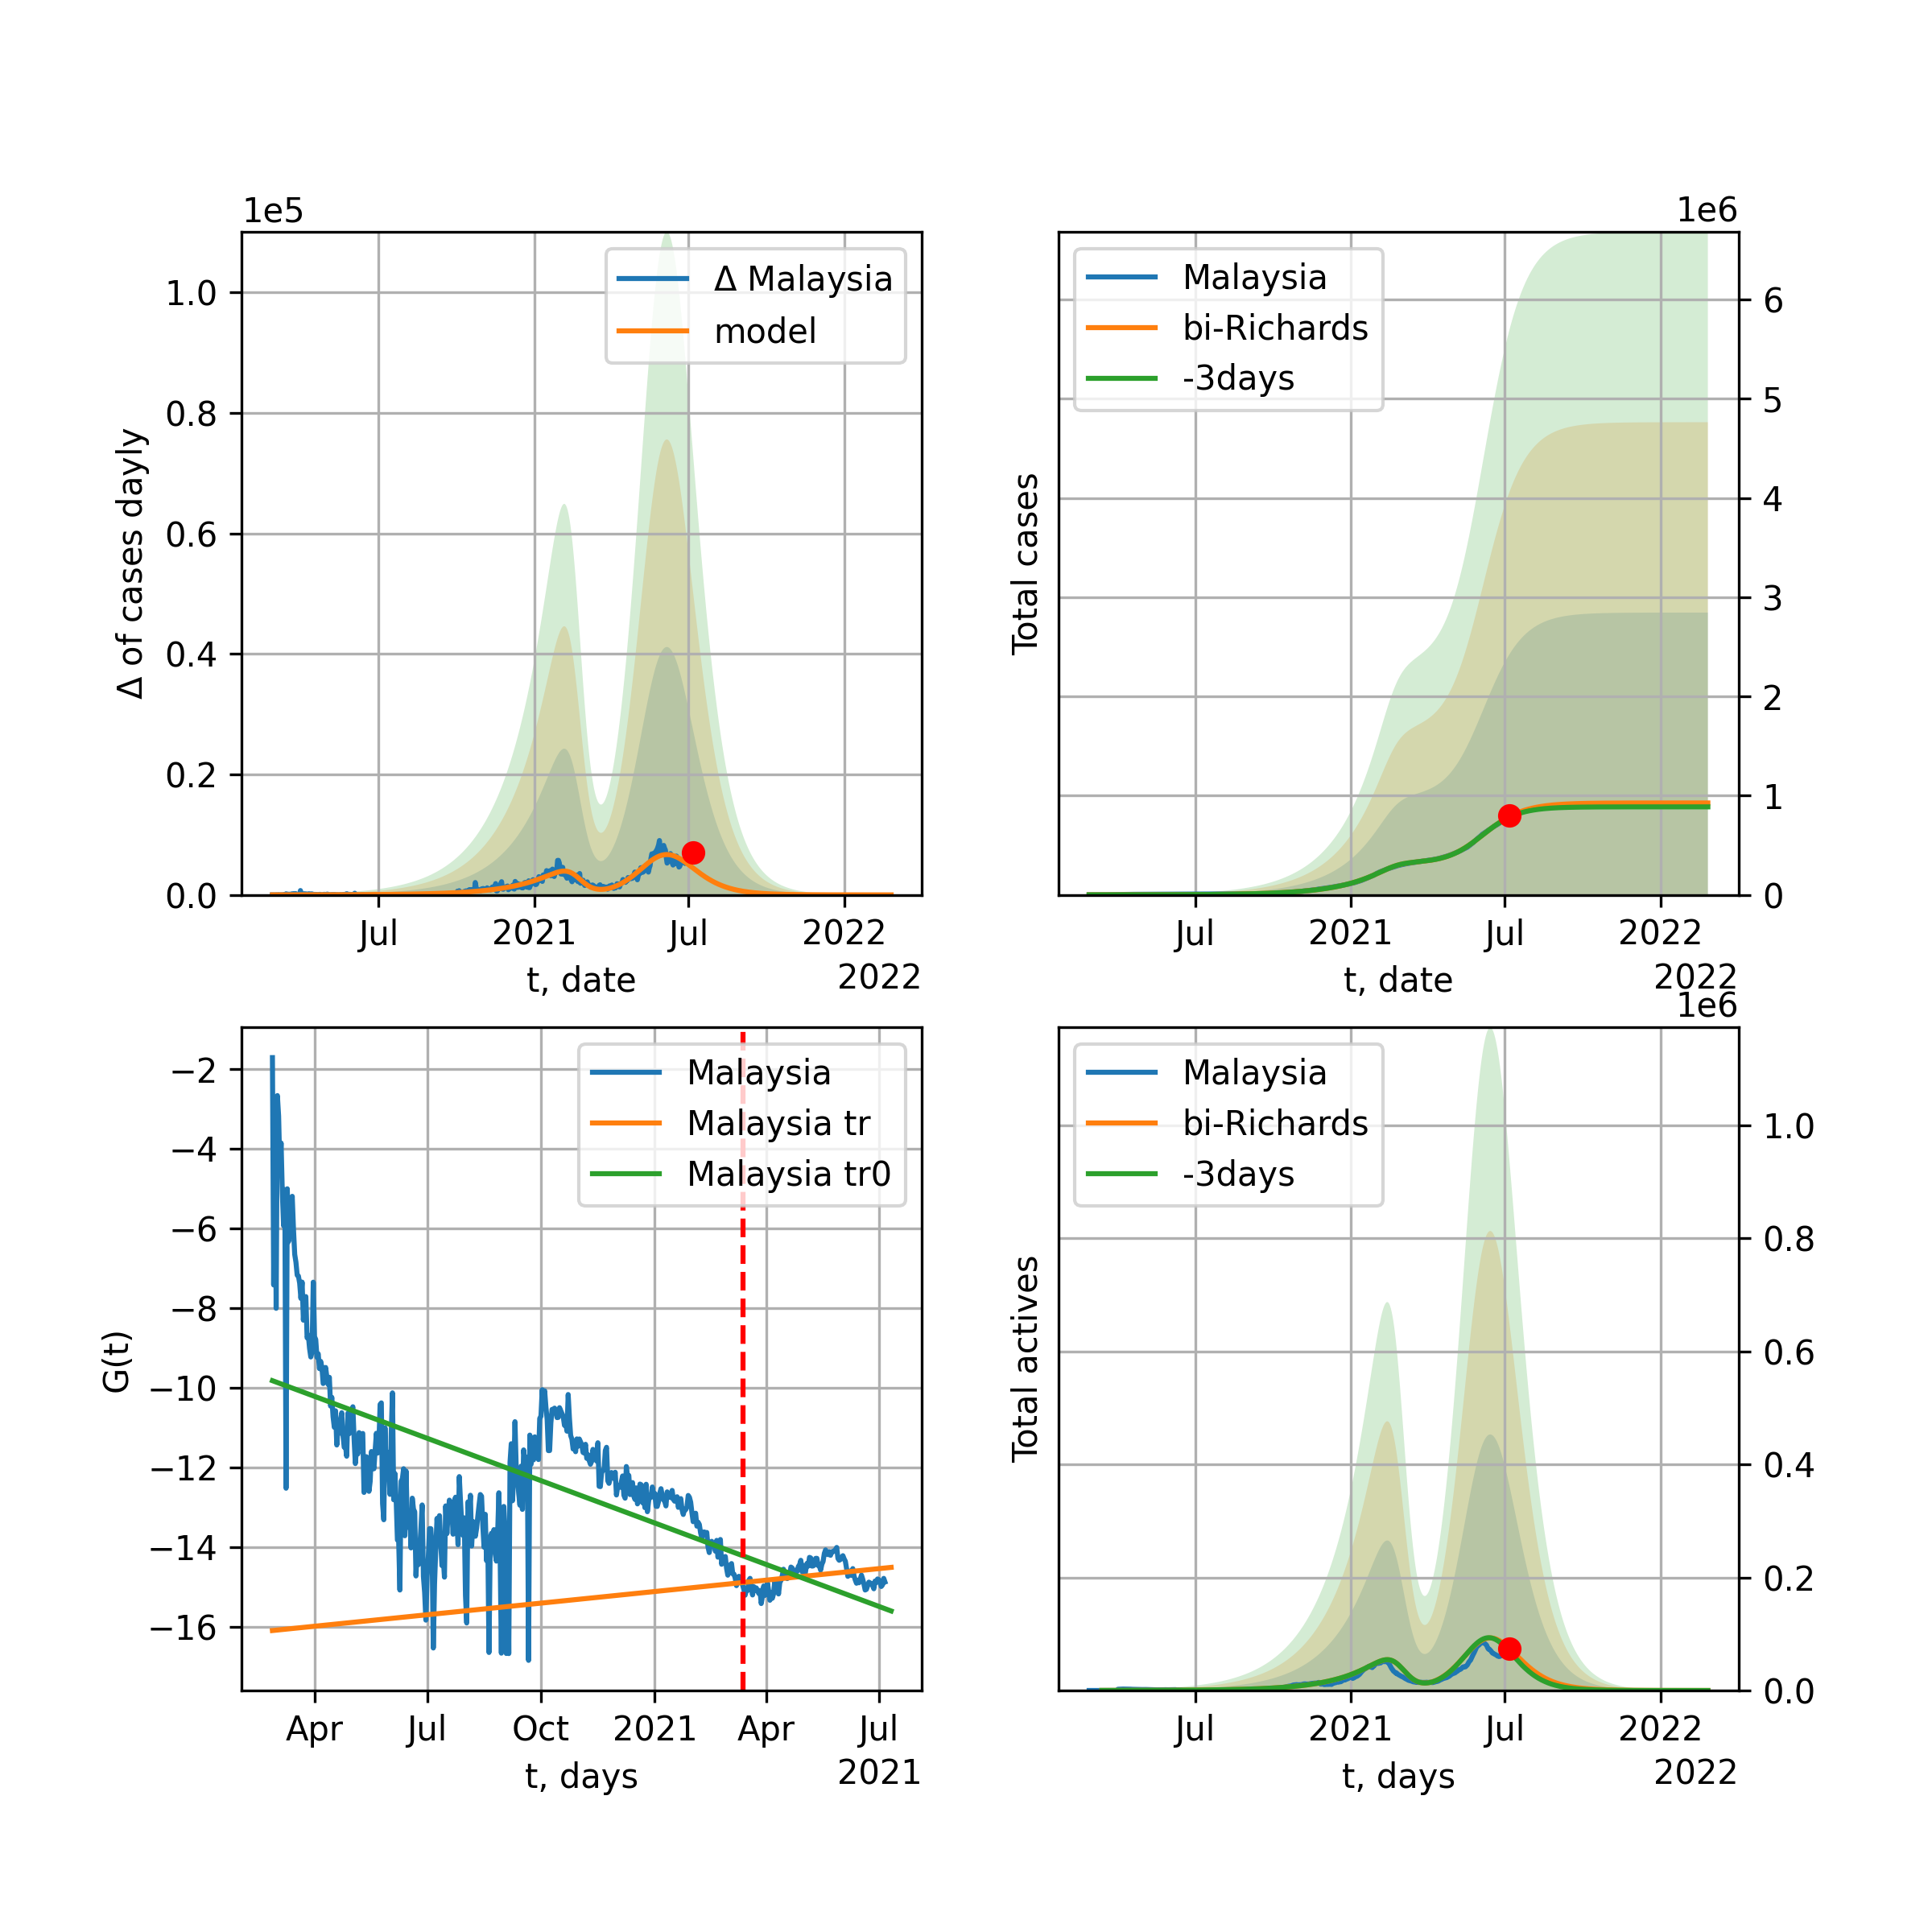 1e5
Δ of cases dayly
1.0
0.8
0.6
0.4
0.2
0.0
Δ Malaysia
model
Jul
2021
Jul
2022
t, date
2022
1e6
Total cases
Malaysia
bi-Richards
-3days
6
5
4
3
2
1
0
Jul
2021
Jul
2022
t, date
2022
G(t)
−2
−4
−6
−8
−10
−12
−14
−16
Malaysia
Malaysia tr
Malaysia tr0
Apr
Jul
Oct
2021
Apr
Jul
t, days
2021
1e6
Total actives
Malaysia
bi-Richards
-3days
1.0
0.8
0.6
0.4
0.2
0.0
Jul
2021
Jul
2022
t, days
2022